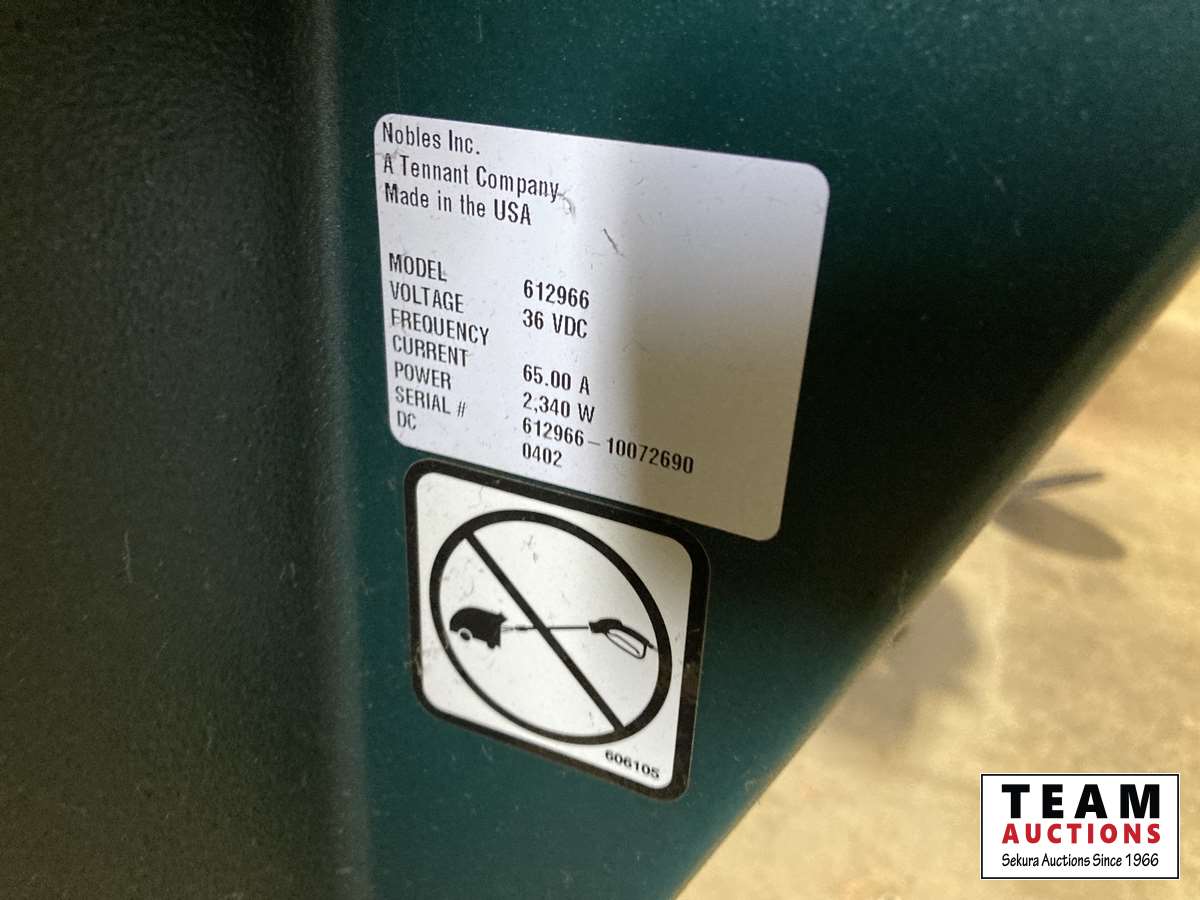 Nobles Inc.
A Tennant Company
Made in the USA
MODEL 612966
VOLTAGE 36 VDC
FREQUENCY
CURRENT 65.00 A
POWER 2,340 W
SERIAL # 612966-10072690
DC 0402
606105
TEAM
AUCTIONS
Sekura Auctions Since 1966